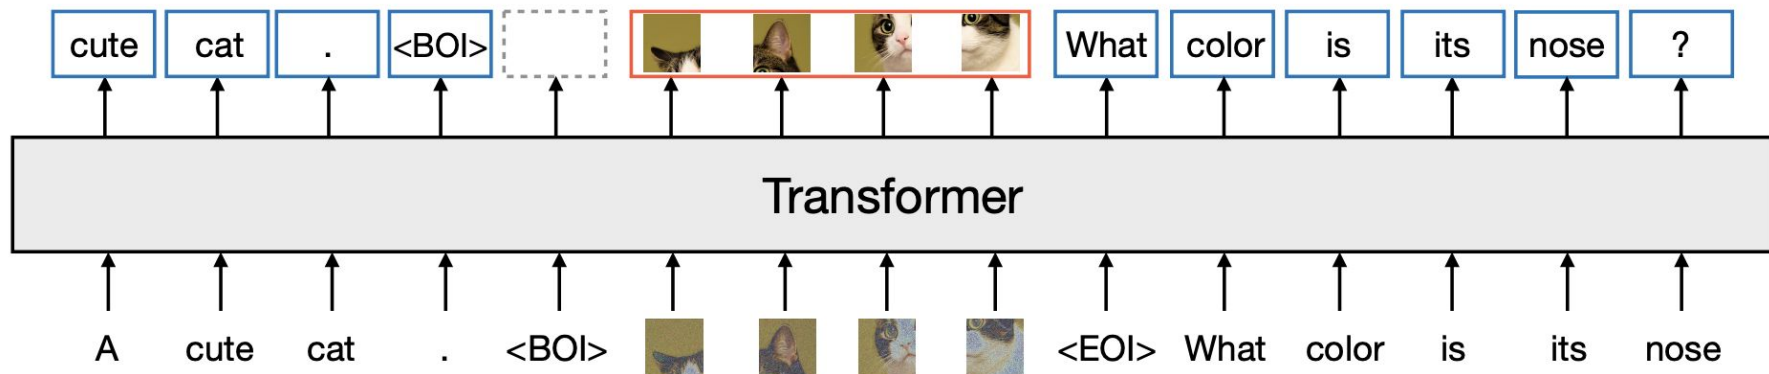 cute cat . <BOI> What color is its nose ?
Transformer
A cute cat . <BOI> <EOI> What color is its nose